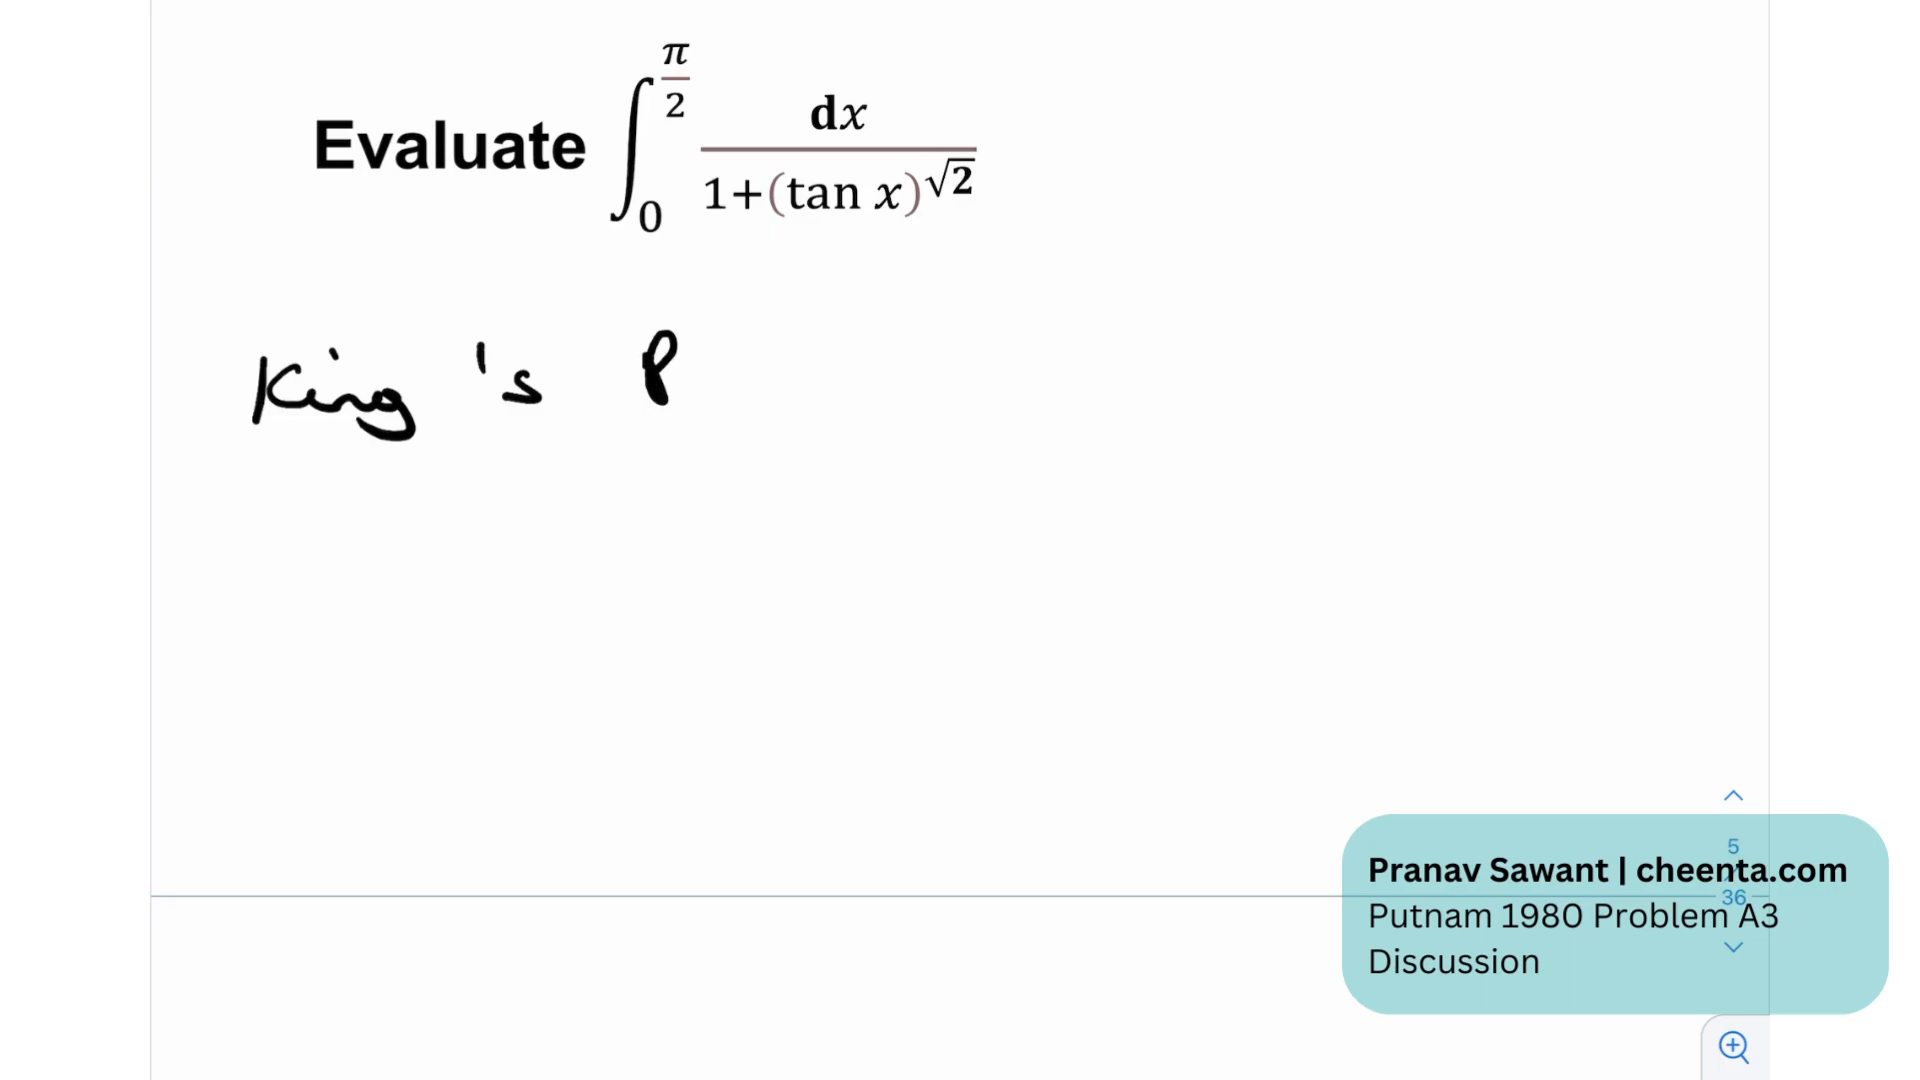 Evaluate ∫₀^(π/2) dx / (1+(tan x)^√2)
King's P
5
36
Pranav Sawant | cheenta.com
Putnam 1980 Problem A3
Discussion